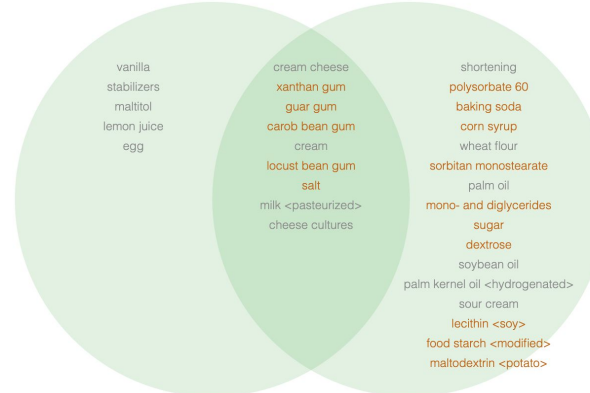 vanilla
stabilizers
maltitol
lemon juice
egg
cream cheese
xanthan gum
guar gum
carob bean gum
cream
locust bean gum
salt
milk <pasteurized>
cheese cultures
shortening
polysorbate 60
baking soda
corn syrup
wheat flour
sorbitan monostearate
palm oil
mono- and diglycerides
sugar
dextrose
soybean oil
palm kernel oil <hydrogenated>
sour cream
lecithin <soy>
food starch <modified>
maltodextrin <potato>